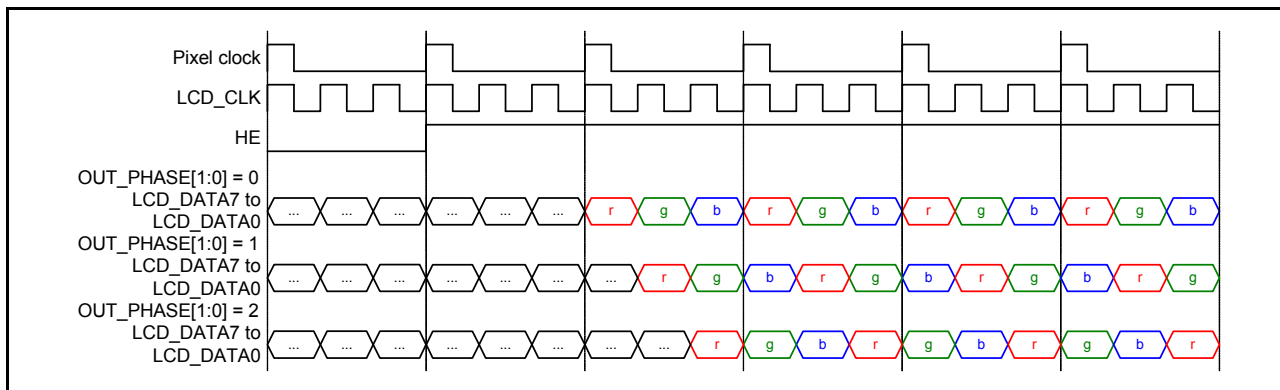 Pixel clock
LCD_CLK
HE
OUT_PHASE[1:0] = 0
LCD_DATA7 to
LCD_DATA0
... ... ... ... ... ... r g b r g b r g b r g b
OUT_PHASE[1:0] = 1
LCD_DATA7 to
LCD_DATA0
... ... ... ... ... ... ... r g b r g b r g b r g
OUT_PHASE[1:0] = 2
LCD_DATA7 to
LCD_DATA0
... ... ... ... ... ... ... ... r g b r g b r g b r